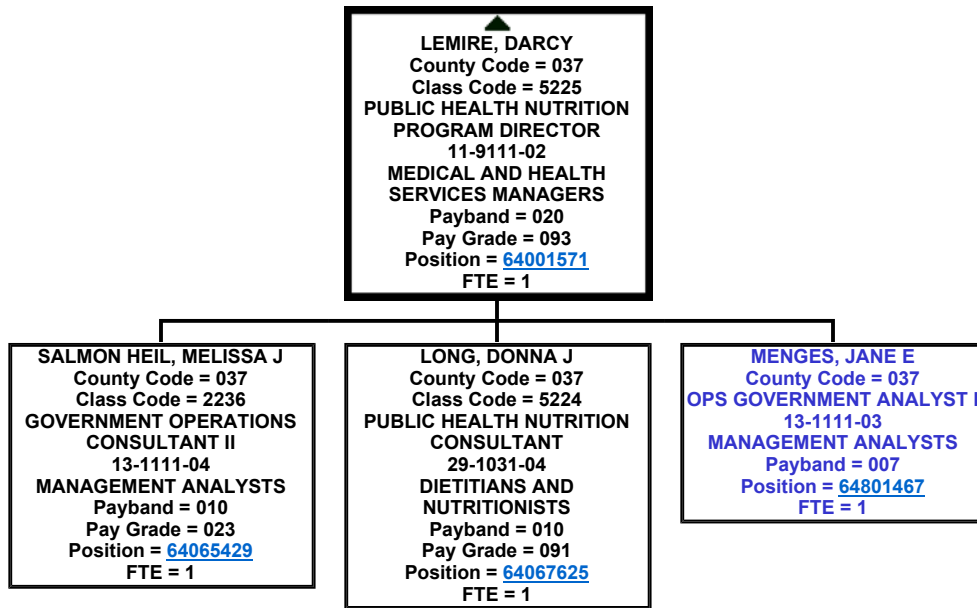 LEMIRE, DARCY
County Code = 037
Class Code = 5225
PUBLIC HEALTH NUTRITION
PROGRAM DIRECTOR
11-9111-02
MEDICAL AND HEALTH
SERVICES MANAGERS
Payband = 020
Pay Grade = 093
Position = 64001571
FTE = 1
SALMON HEIL, MELISSA J
County Code = 037
Class Code = 2236
GOVERNMENT OPERATIONS
CONSULTANT II
13-1111-04
MANAGEMENT ANALYSTS
Payband = 010
Pay Grade = 023
Position = 64065429
FTE = 1
LONG, DONNA J
County Code = 037
Class Code = 5224
PUBLIC HEALTH NUTRITION
CONSULTANT
29-1031-04
DIETITIANS AND
NUTRITIONISTS
Payband = 010
Pay Grade = 091
Position = 64067625
FTE = 1
MENGES, JANE E
County Code = 037
OPS GOVERNMENT ANALYST
13-1111-03
MANAGEMENT ANALYSTS
Payband = 007
Position = 64801467
FTE = 1